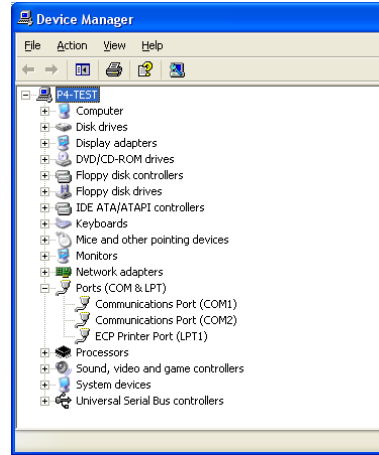 Device Manager
File Action View Help
P4-TEST
Computer
Disk drives
Display adapters
DVD/CD-ROM drives
Floppy disk controllers
Floppy disk drives
IDE ATA/ATAPI controllers
Keyboards
Mice and other pointing devices
Monitors
Network adapters
Ports (COM & LPT)
Communications Port (COM1)
Communications Port (COM2)
ECP Printer Port (LPT1)
Processors
Sound, video and game controllers
System devices
Universal Serial Bus controllers